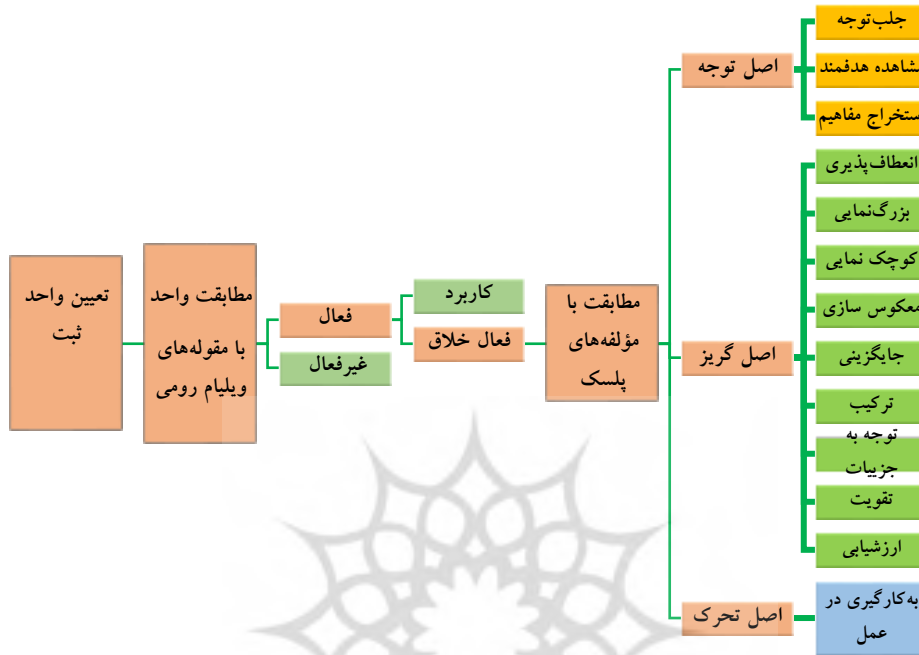 تعیین واحد
ثبت
مطابقت واحد
با مقوله‌های
ویلیام رومی
فعال
غیرفعال
کاربرد
فعال خلاق
مطابقت با
مؤلفه‌های
پلسک
اصل توجه
جلب‌توجه
مشاهده هدفمند
ستخراج مفاهیم
اصل گریز
انعطاف‌پذیری
بزرگ‌نمایی
کوچک نمایی
معکوس سازی
جایگزینی
ترکیب
توجه به
جزییات
تقویت
ارزشیابی
اصل تحرک
به‌کارگیری در
عمل